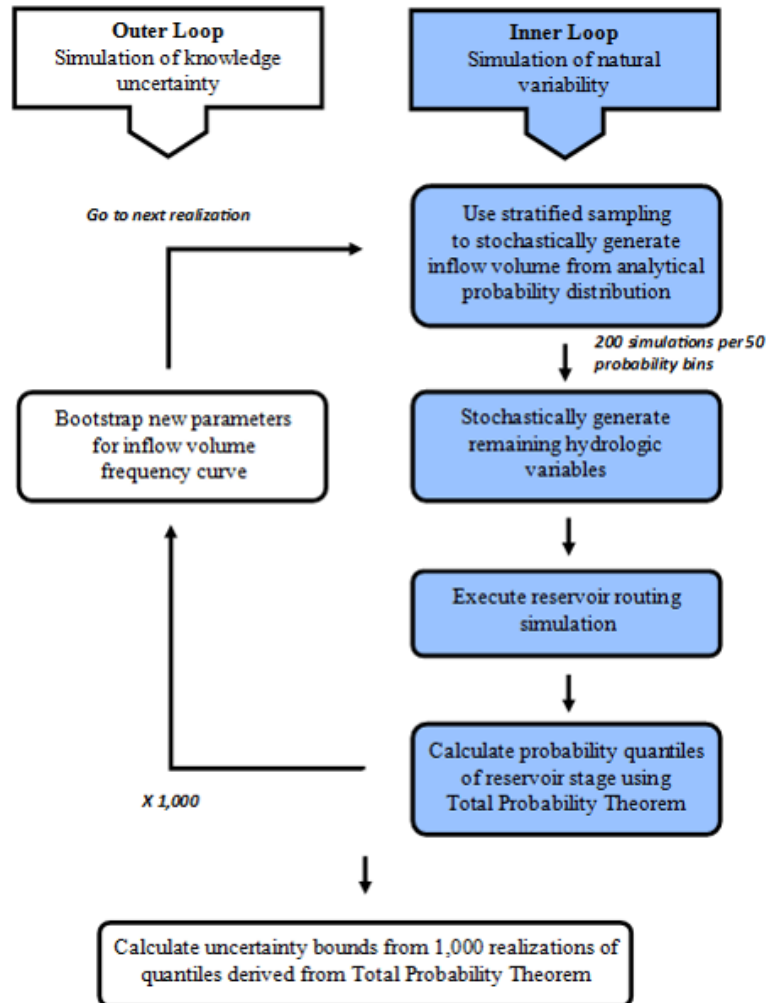 Outer Loop
Simulation of knowledge
uncertainty
Inner Loop
Simulation of natural
variability
Go to next realization
Use stratified sampling
to stochastically generate
inflow volume from analytical
probability distribution
200 simulations per 50
probability bins
Bootstrap new parameters
for inflow volume
frequency curve
Stochastically generate
remaining hydrologic
variables
Execute reservoir routing
simulation
Calculate probability quantiles
of reservoir stage using
Total Probability Theorem
X 1,000
Calculate uncertainty bounds from 1,000 realizations of
quantiles derived from Total Probability Theorem